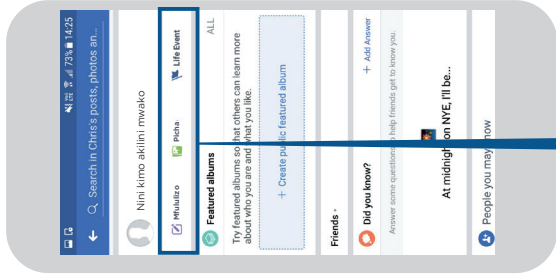 73% 14:25
Search in Chris's posts, photos an...
Nini kimo akilini mwako
Mfululizo Picha Life Event
Featured albums ALL
Try featured albums so that others can learn more
about who you are and what you like.
+ Create public featured album
Friends
Did you know? + Add Answer
Answer some questions to help friends get to know you.
At midnight on NYE, I'll be...
People you may know